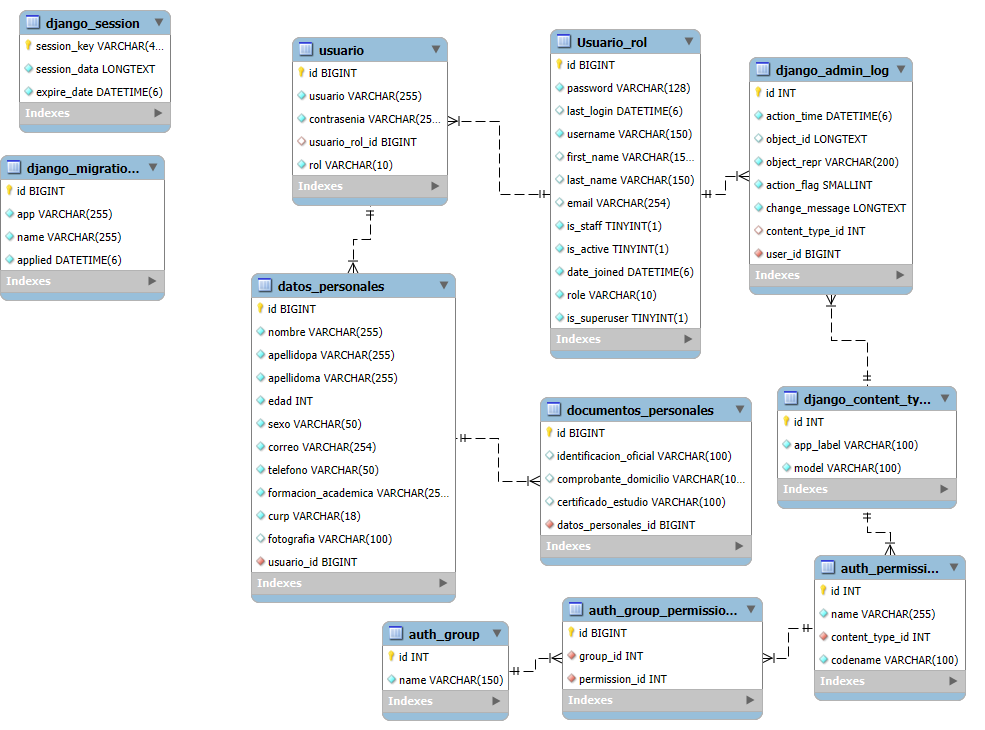 django_session
session_key VARCHAR(4...
session_data LONGTEXT
expire_date DATETIME(6)
Indexes
django_migratio...
id BIGINT
app VARCHAR(255)
name VARCHAR(255)
applied DATETIME(6)
Indexes
usuario
id BIGINT
usuario VARCHAR(255)
contrasenia VARCHAR(25...
usuario_rol_id BIGINT
rol VARCHAR(10)
Indexes
Usuario_rol
id BIGINT
password VARCHAR(128)
last_login DATETIME(6)
username VARCHAR(150)
first_name VARCHAR(15...
last_name VARCHAR(150)
email VARCHAR(254)
is_staff TINYINT(1)
is_active TINYINT(1)
date_joined DATETIME(6)
role VARCHAR(10)
is_superuser TINYINT(1)
Indexes
django_admin_log
id INT
action_time DATETIME(6)
object_id LONGTEXT
object_repr VARCHAR(200)
action_flag SMALLINT
change_message LONGTEXT
content_type_id INT
user_id BIGINT
Indexes
datos_personales
id BIGINT
nombre VARCHAR(255)
apellidopa VARCHAR(255)
apellidoma VARCHAR(255)
edad INT
sexo VARCHAR(50)
correo VARCHAR(254)
telefono VARCHAR(50)
formacion_academica VARCHAR(25...
curp VARCHAR(18)
fotografia VARCHAR(100)
usuario_id BIGINT
Indexes
documentos_personales
id BIGINT
identificacion_oficial VARCHAR(100)
comprobante_domicilio VARCHAR(10...
certificado_estudio VARCHAR(100)
datos_personales_id BIGINT
Indexes
django_content_ty...
id INT
app_label VARCHAR(100)
model VARCHAR(100)
Indexes
auth_permissi...
id INT
name VARCHAR(255)
content_type_id INT
codename VARCHAR(100)
Indexes
auth_group_permissio...
id BIGINT
group_id INT
permission_id INT
Indexes
auth_group
id INT
name VARCHAR(150)
Indexes